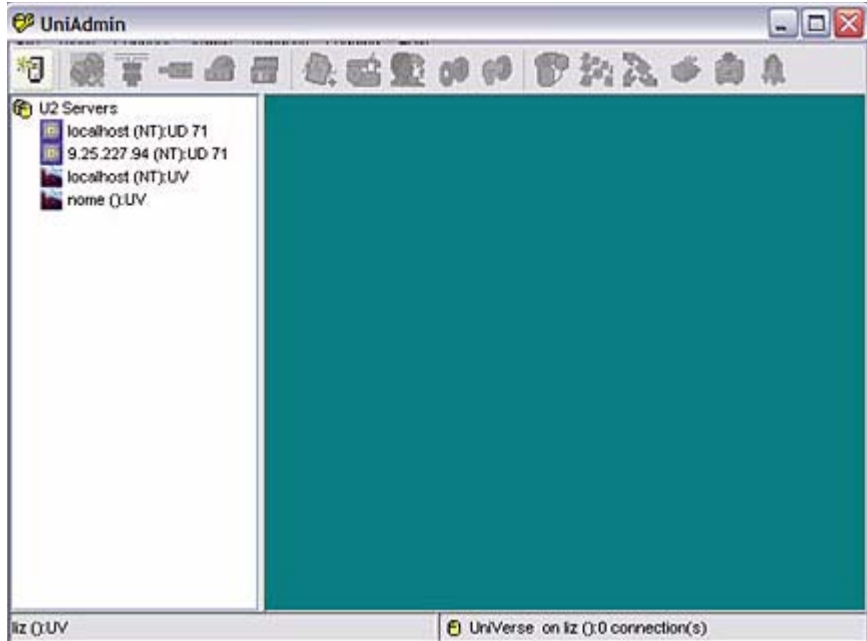 UniAdmin
U2 Servers
localhost (NT):UD 71
9.25.227.94 (NT):UD 71
localhost (NT):UV
nome ():UV
liz ():UV
UniVerse on liz ():0 connection(s)